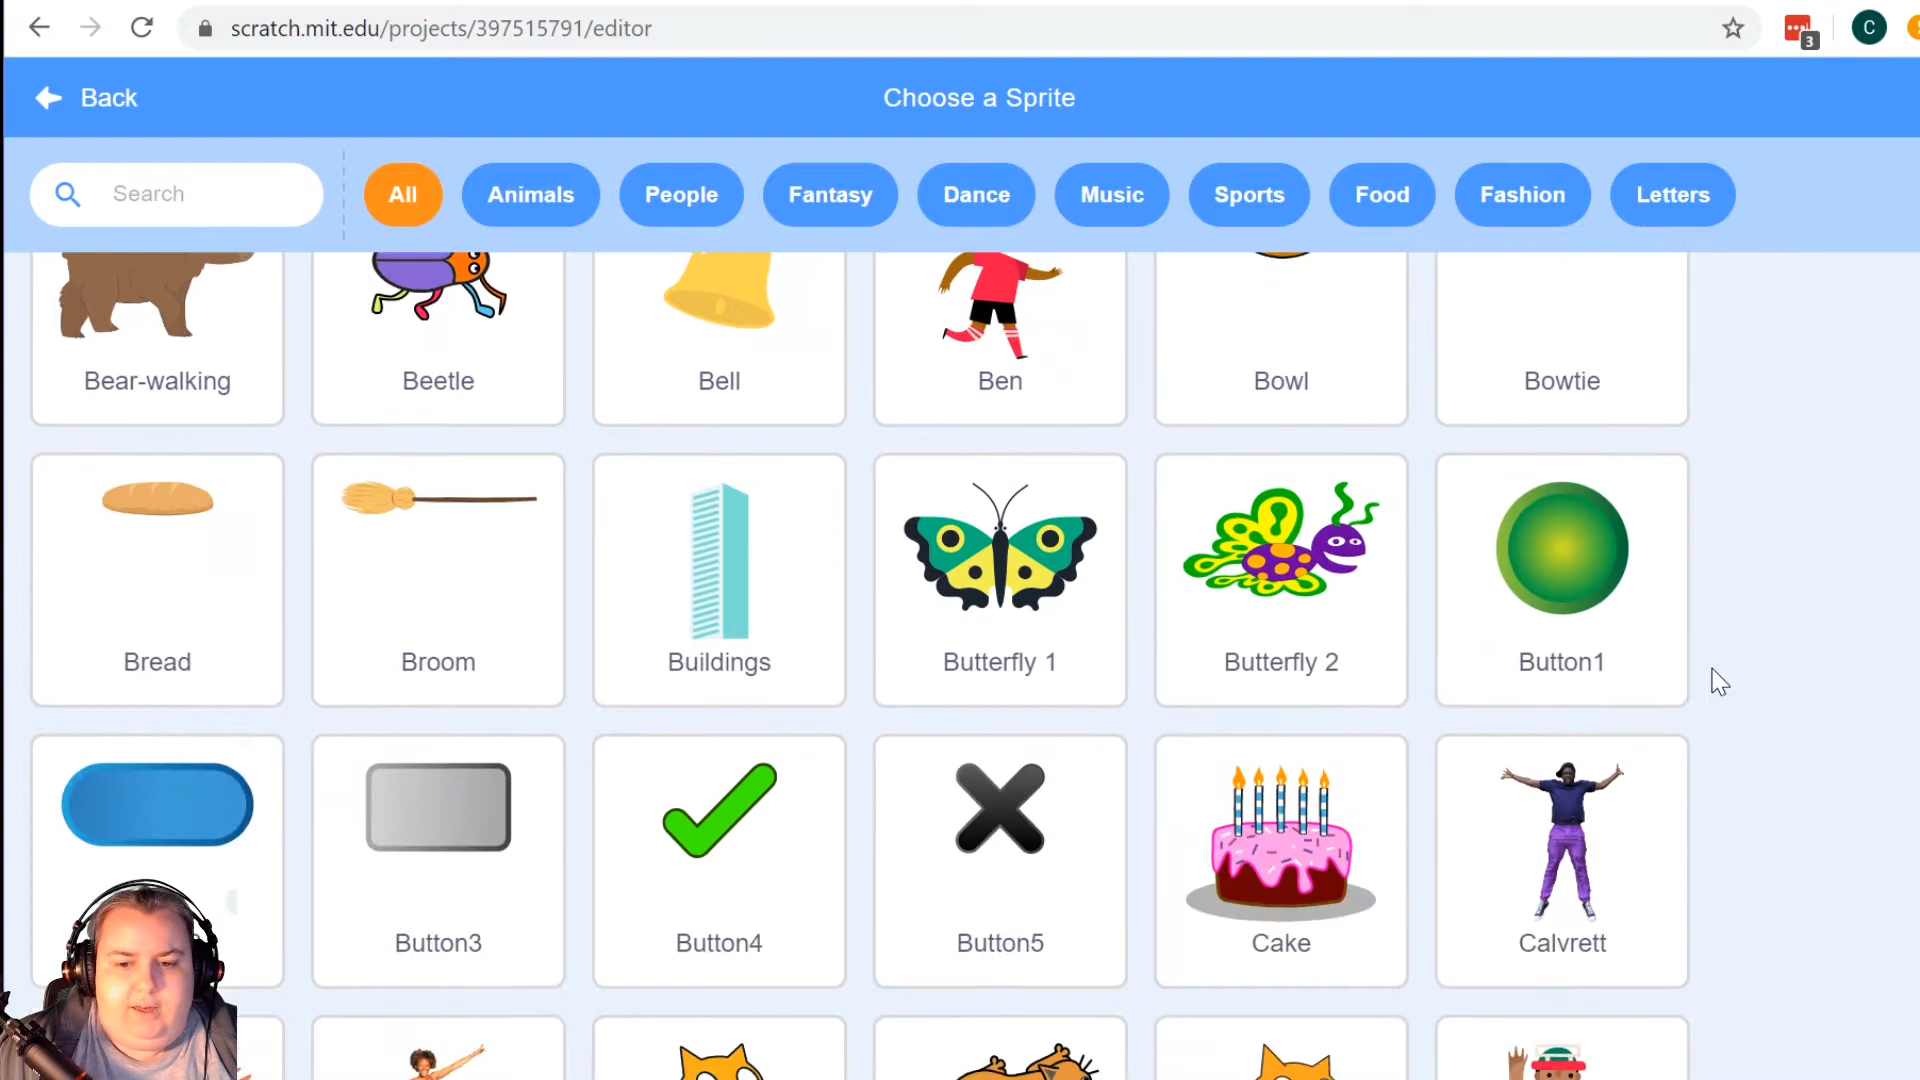 scratch.mit.edu/projects/397515791/editor
3
C
Back
Choose a Sprite
Search
All
Animals
People
Fantasy
Dance
Music
Sports
Food
Fashion
Letters
Bear-walking
Beetle
Bell
Ben
Bowl
Bowtie
Bread
Broom
Buildings
Butterfly 1
Butterfly 2
Button1
Button3
Button4
Button5
Cake
Calvrett